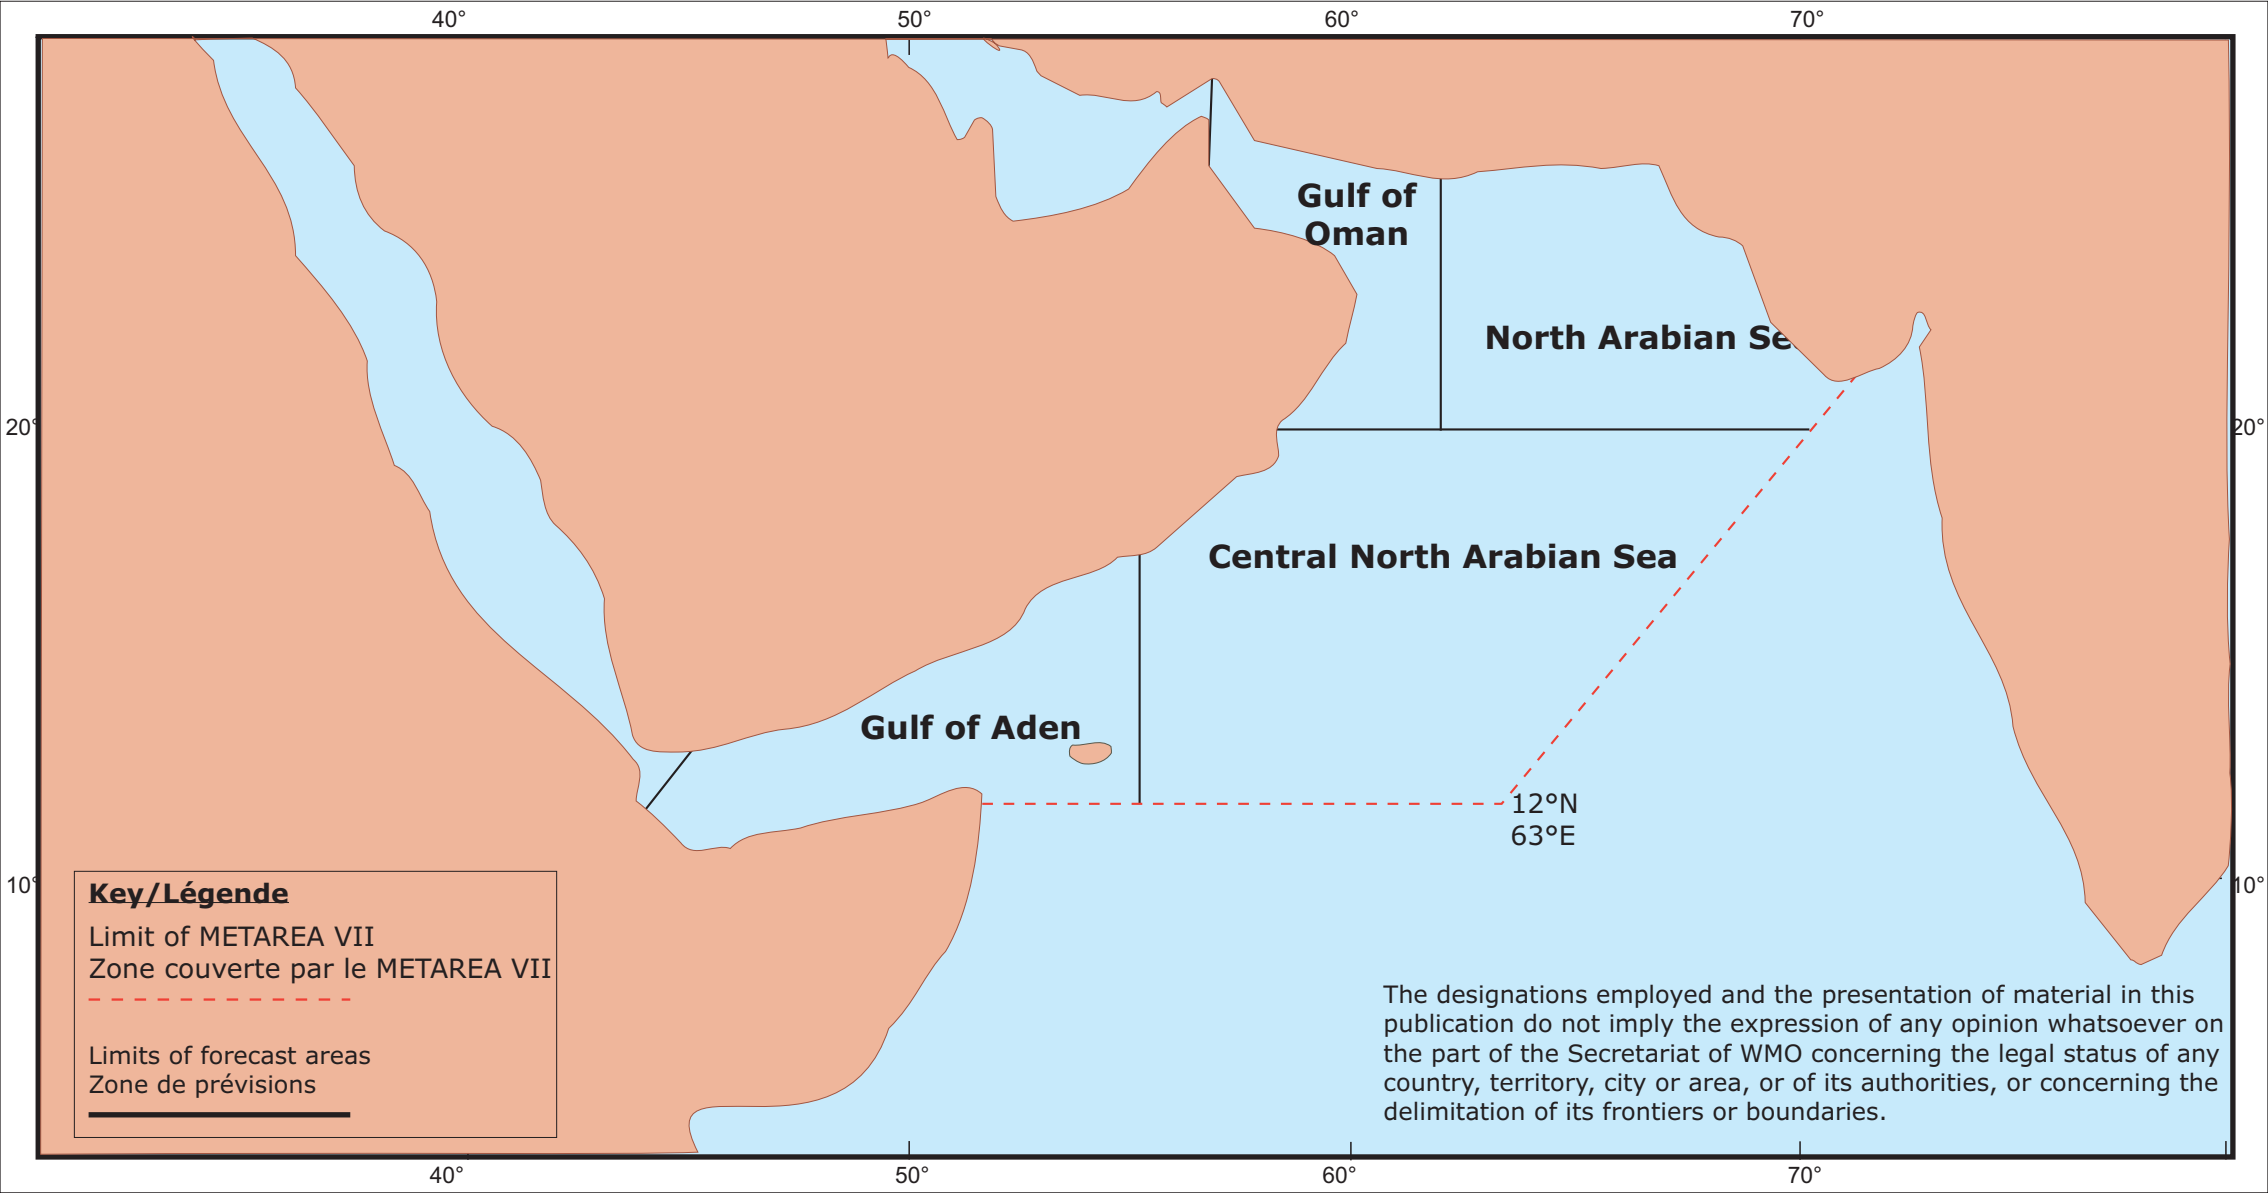 40°
50°
60°
70°
Gulf of
Oman
North Arabian Se
20°
20°
Central North Arabian Sea
Gulf of Aden
12°N
63°E
10°
10°
Key/Légende
Limit of METAREA VII
Zone couverte par le METAREA VII
Limits of forecast areas
Zone de prévisions
The designations employed and the presentation of material in this
publication do not imply the expression of any opinion whatsoever on
the part of the Secretariat of WMO concerning the legal status of any
country, territory, city or area, or of its authorities, or concerning the
delimitation of its frontiers or boundaries.
40°
50°
60°
70°